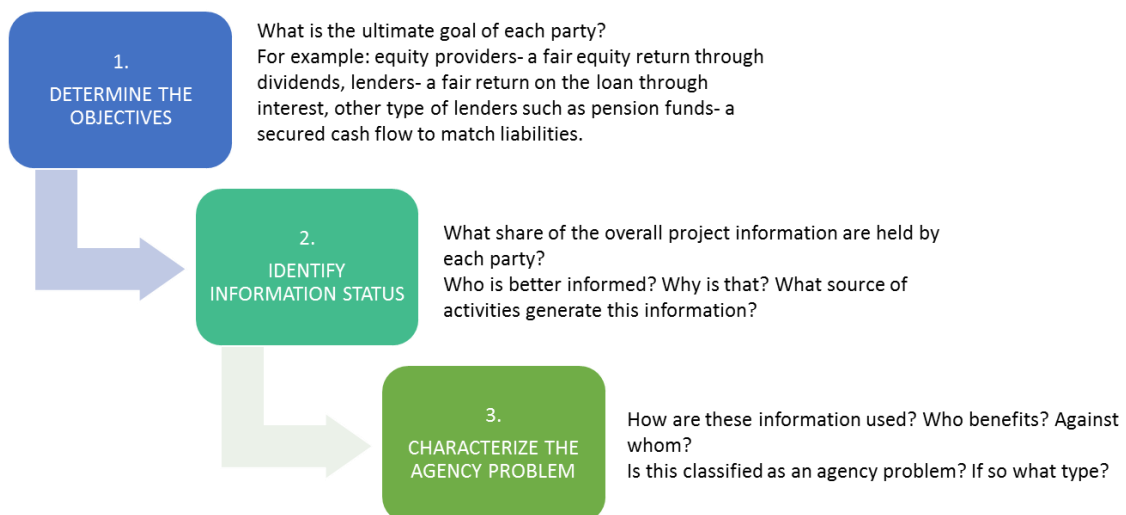 1.
DETERMINE THE
OBJECTIVES
What is the ultimate goal of each party?
For example: equity providers- a fair equity return through
dividends, lenders- a fair return on the loan through
interest, other type of lenders such as pension funds- a
secured cash flow to match liabilities.
2.
IDENTIFY
INFORMATION STATUS
What share of the overall project information are held by
each party?
Who is better informed? Why is that? What source of
activities generate this information?
3.
CHARACTERIZE THE
AGENCY PROBLEM
How are these information used? Who benefits? Against
whom?
Is this classified as an agency problem? If so what type?